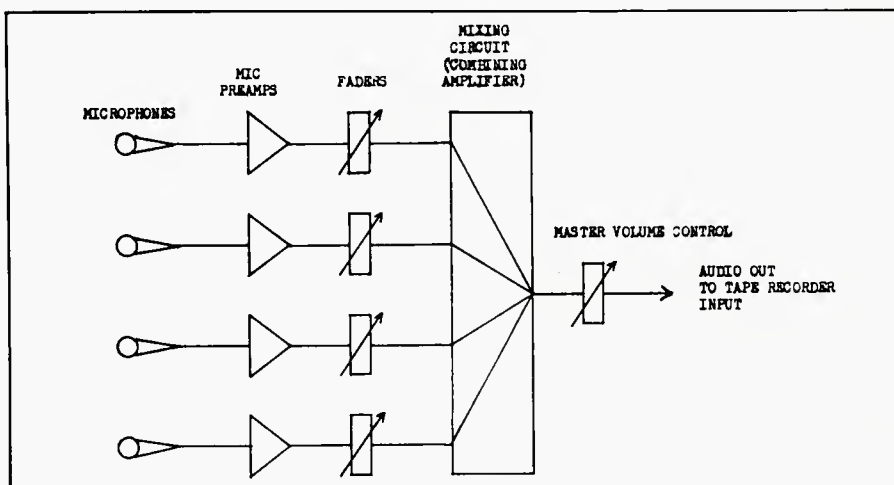 MIXING
CIRCUIT
(COMBINING
AMPLIFIER)
MIC
PREAMPS
FADERS
MICROPHONES
MASTER VOLUME CONTROL
AUDIO OUT
TO TAPE RECORDER
INPUT